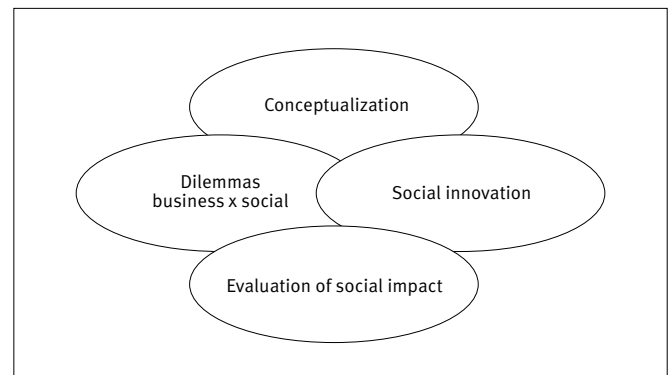 Conceptualization
Dilemmas
business x social
Social innovation
Evaluation of social impact